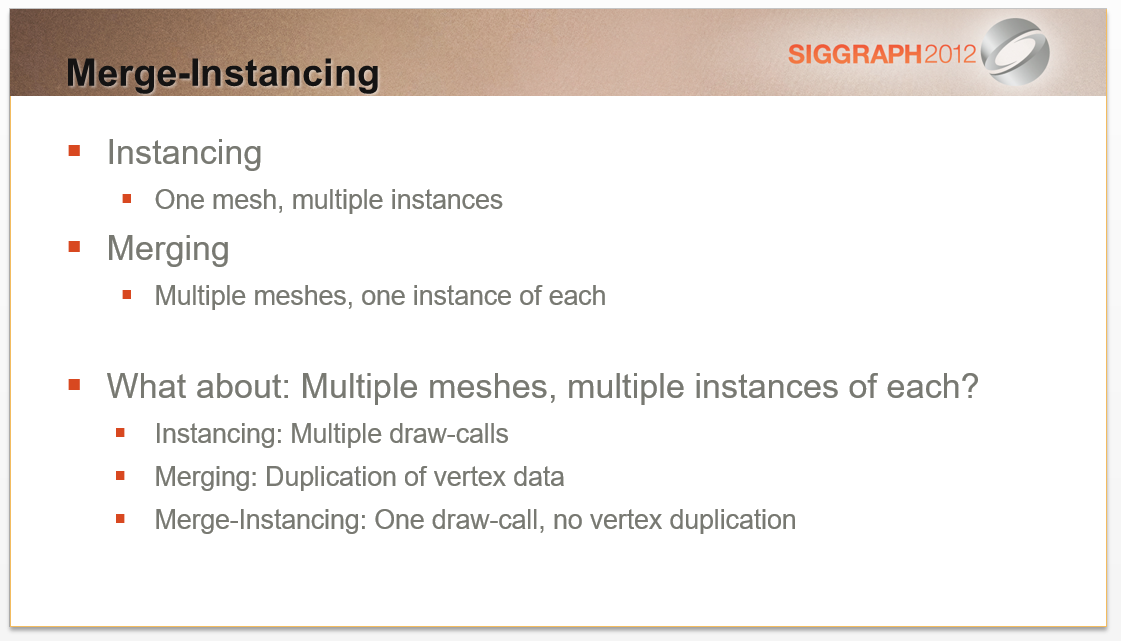 Merge-Instancing
SIGGRAPH2012
Instancing
One mesh, multiple instances
Merging
Multiple meshes, one instance of each
What about: Multiple meshes, multiple instances of each?
Instancing: Multiple draw-calls
Merging: Duplication of vertex data
Merge-Instancing: One draw-call, no vertex duplication